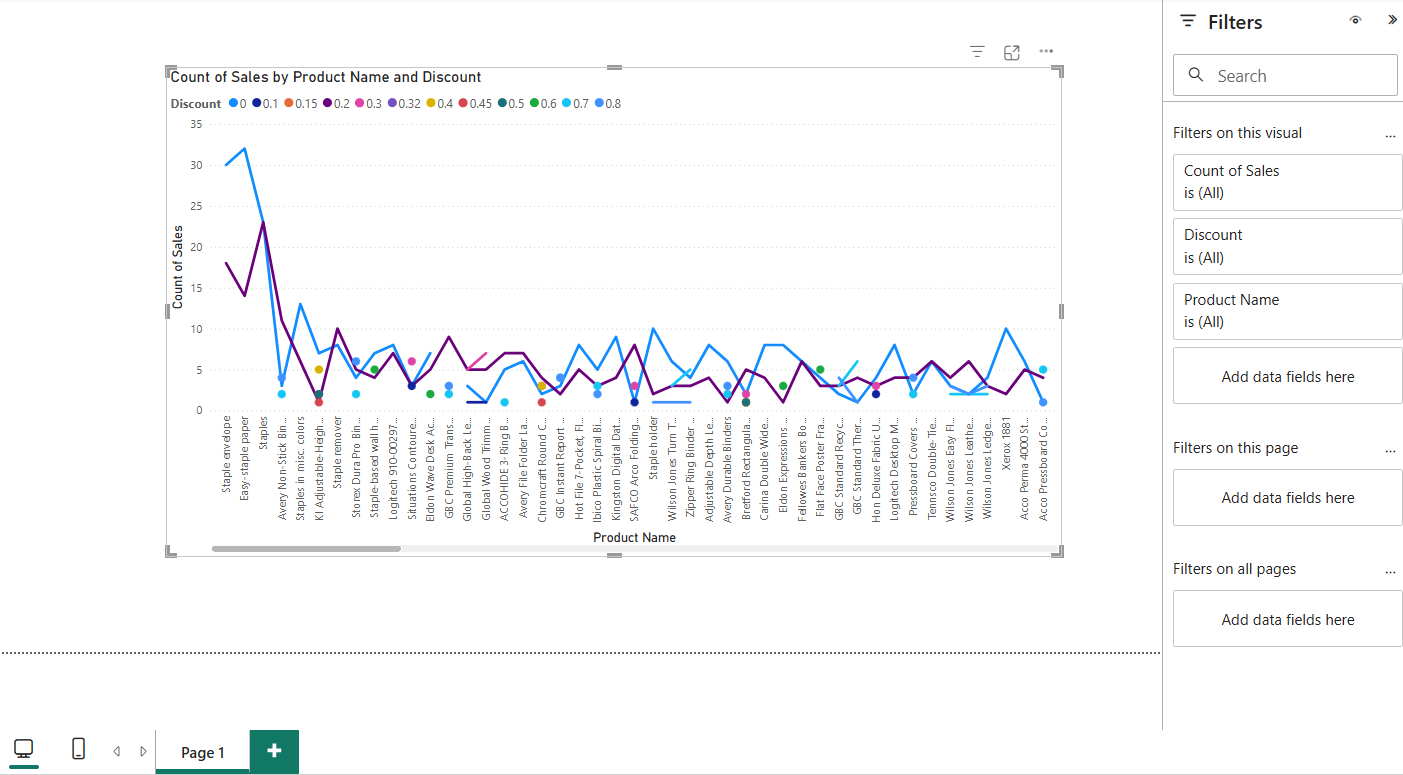 Filters
Search
Filters on this visual
...
Count of Sales
is (All)
Discount
is (All)
Product Name
is (All)
Add data fields here
Filters on this page
...
Add data fields here
Filters on all pages
...
Add data fields here
Count of Sales by Product Name and Discount
Discount 0 0.1 0.15 0.2 0.3 0.32 0.4 0.45 0.5 0.6 0.7 0.8
Count of Sales
35
30
25
20
15
10
5
0
Staple envelope
Easy-staple paper
Staples
Avery Non-Stick Bin...
Staples in misc. colors
KI Adjustable-Heigh...
Staple remover
Storex Dura Pro Bin...
Staple-based wall h...
Logitech 910-00297...
Situations Contoure...
Eldon Wave Desk Ac...
GBC Premium Trans...
Global High-Back Le...
Global Wood Trimm...
ACCOHIDE 3-Ring B...
Avery File Folder La...
Chromcraft Round C...
GBC Instant Report ...
Hot File 7-Pocket, Fl...
Ibico Plastic Spiral Bi...
Kingston Digital Dat...
SAFCO Arco Folding...
Staple holder
Wilson Jones Turn T...
Zipper Ring Binder ...
Adjustable Depth Le...
Avery Durable Binders
Bretford Rectangula...
Carina Double Wide...
Eldon Expressions ...
Fellowes Bankers Bo...
Flat Face Poster Fra...
GBC Standard Recyc...
GBC Standard Ther...
Hon Deluxe Fabric U...
Logitech Desktop M...
Pressboard Covers ...
Tennsco Double-Tie...
Wilson Jones Easy Fl...
Wilson Jones Leathe...
Wilson Jones Ledge...
Xerox 1881
Acco Perma 4000 St...
Acco Pressboard Co...
Product Name
Page 1